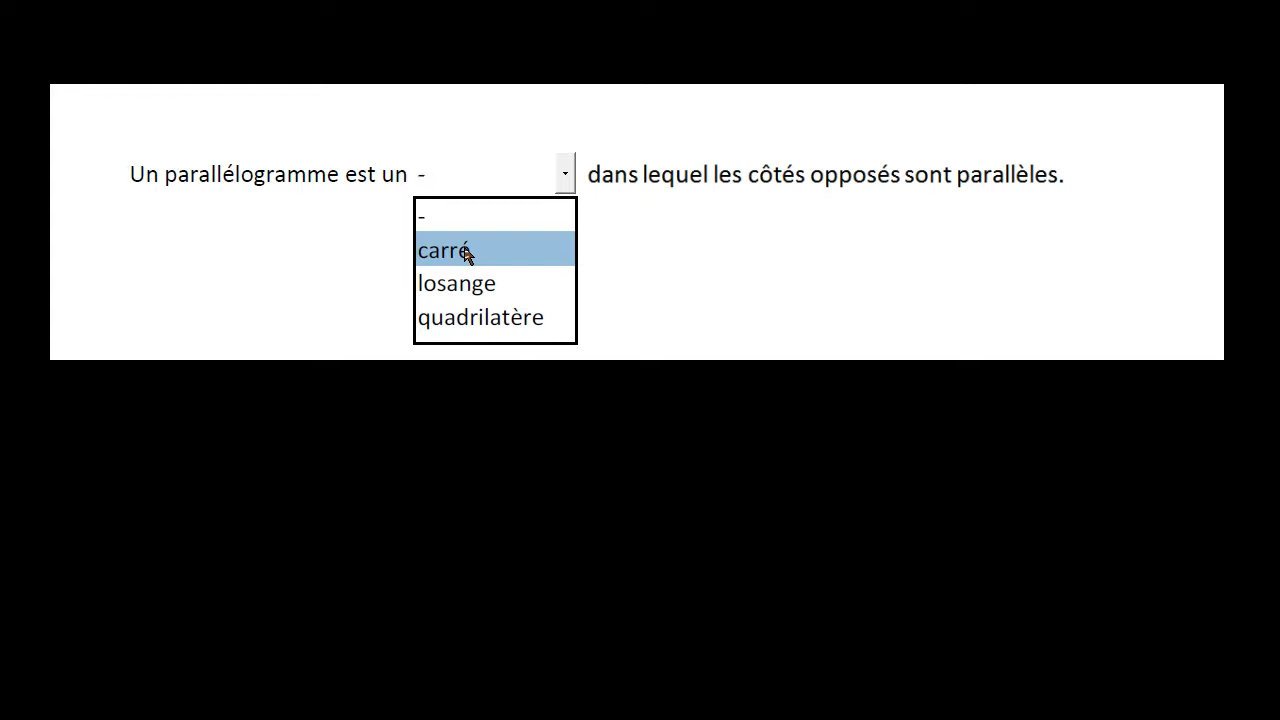 Un parallélogramme est un - dans lequel les côtés opposés sont parallèles.
-
carré
losange
quadrilatère